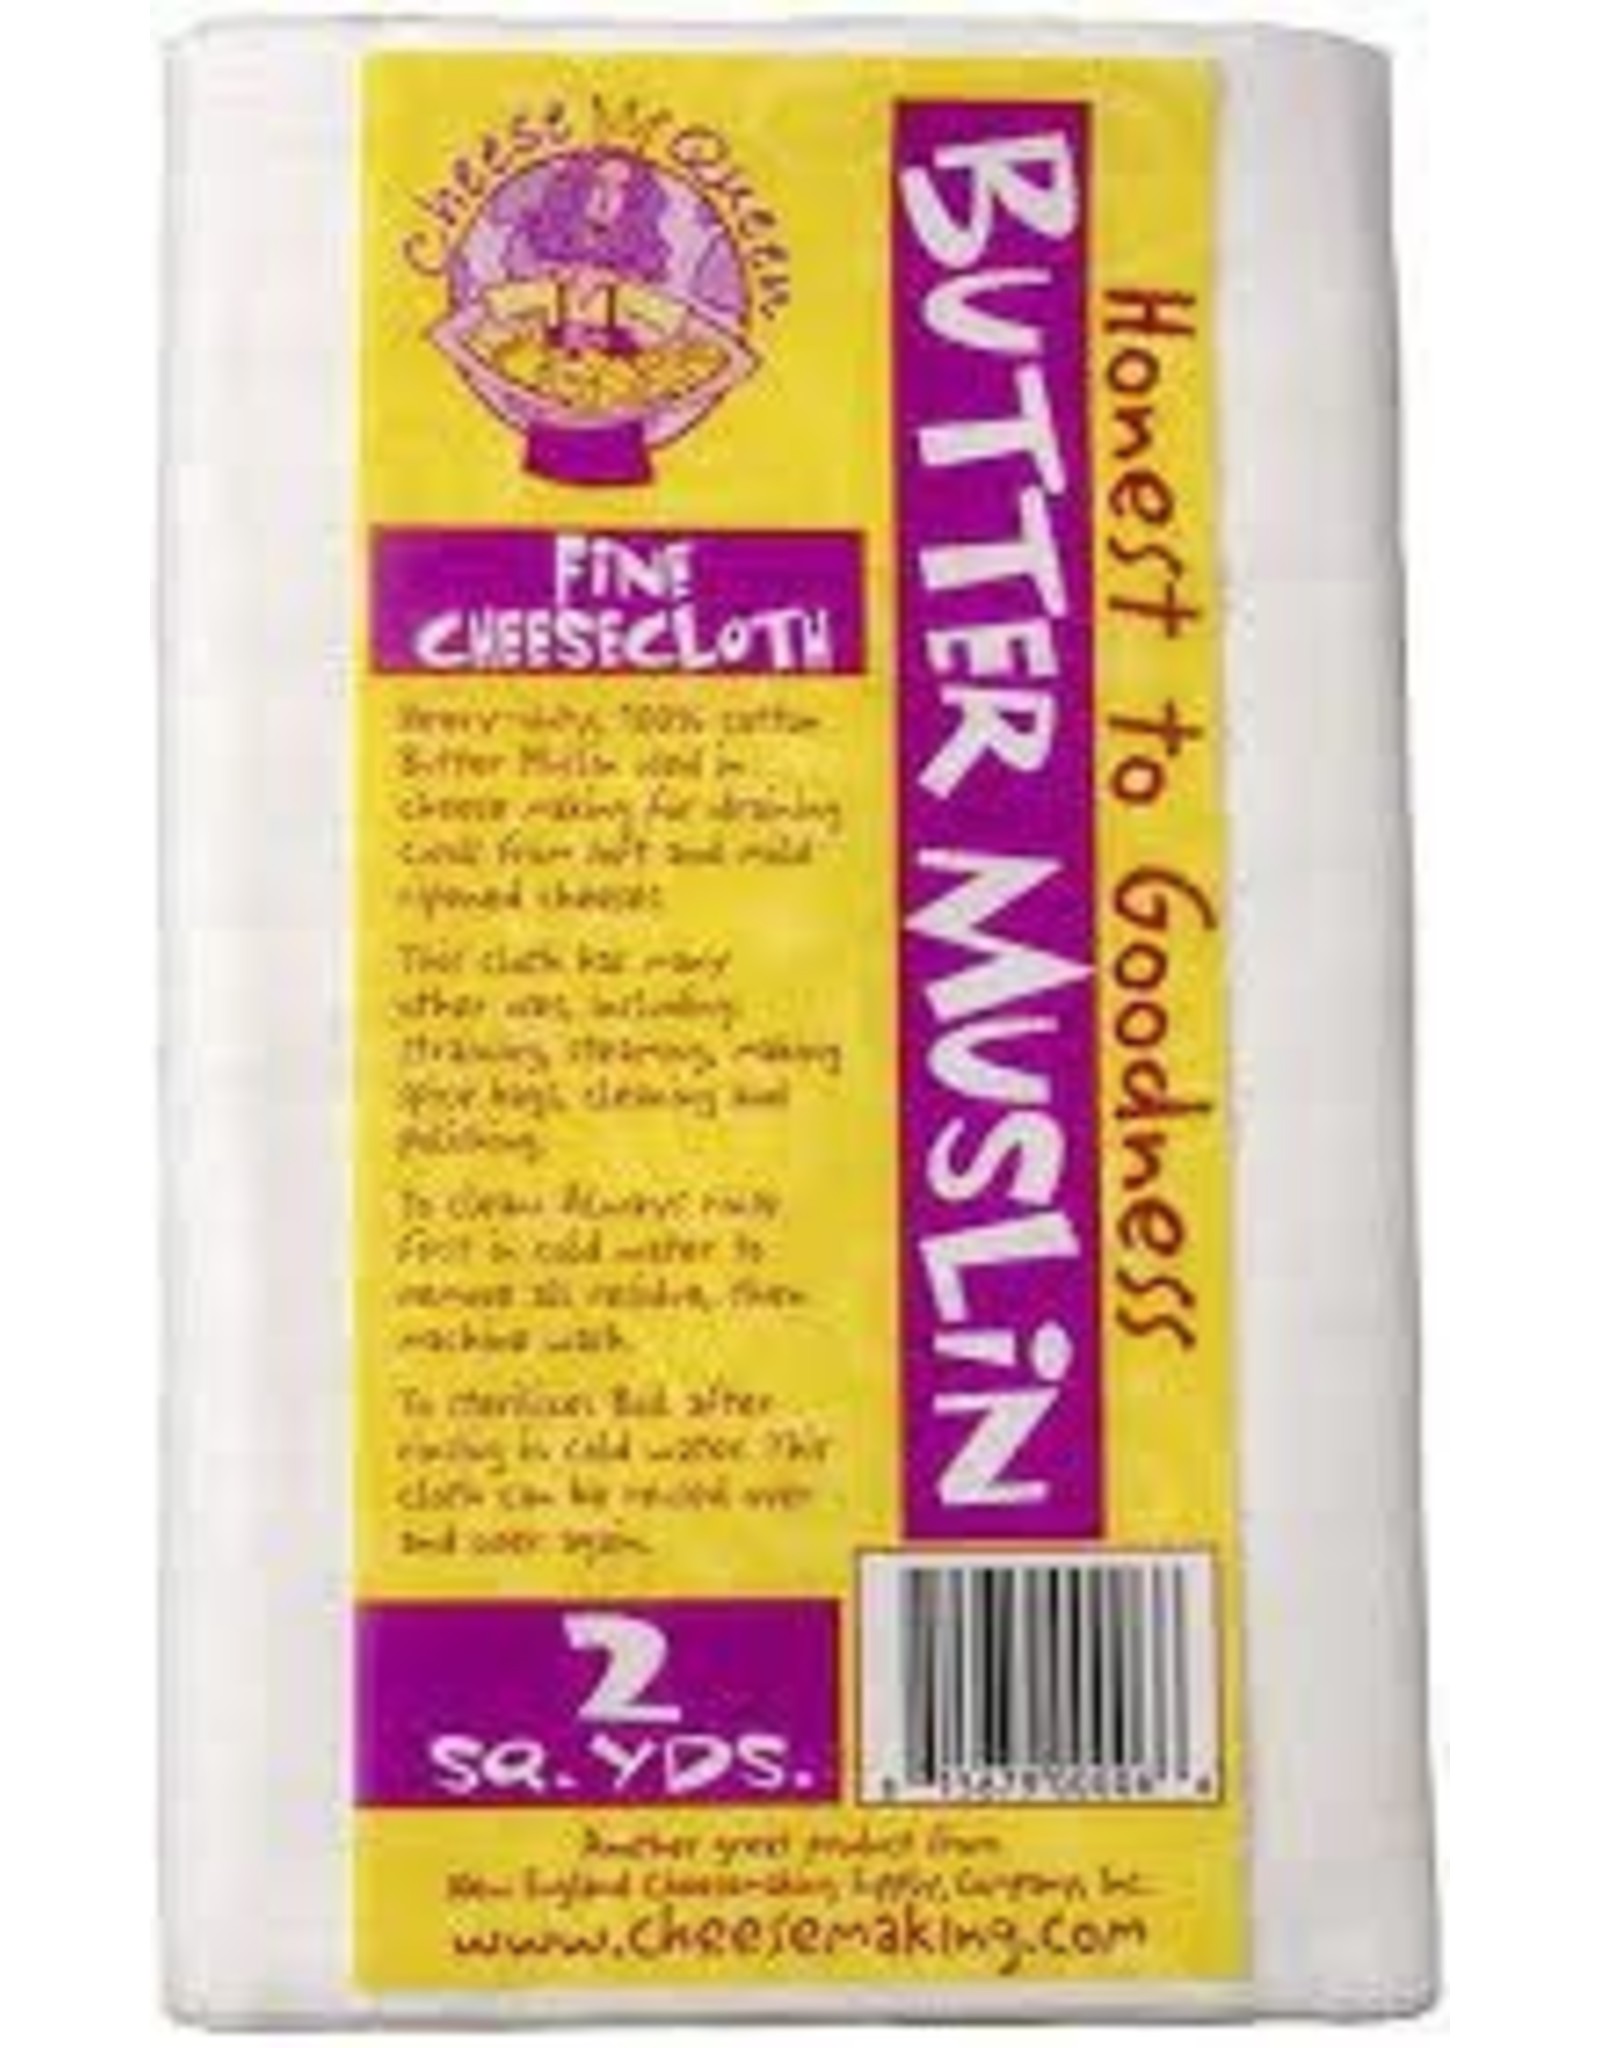 Cheese Queen
BUTTER MUSLiN
Honest to Goodness
FiNE
CHEESECLOTH
Heavy-duty, 100% cotton
Butter Muslin used in
cheese making for draining
curd from soft and mold
ripened cheeses.
This cloth has many
other uses, including
straining, steaming, making
spice bags, cleaning and
polishing.
To clean: Always rinse
first in cold water to
remove all residue, then
machine wash.
To sterilize: Boil after
rinsing in cold water. This
cloth can be reused over
and over again.
2
SQ. YDS.
Another great product from
New England Cheesemaking Supply Company, Inc.
www.cheesemaking.com